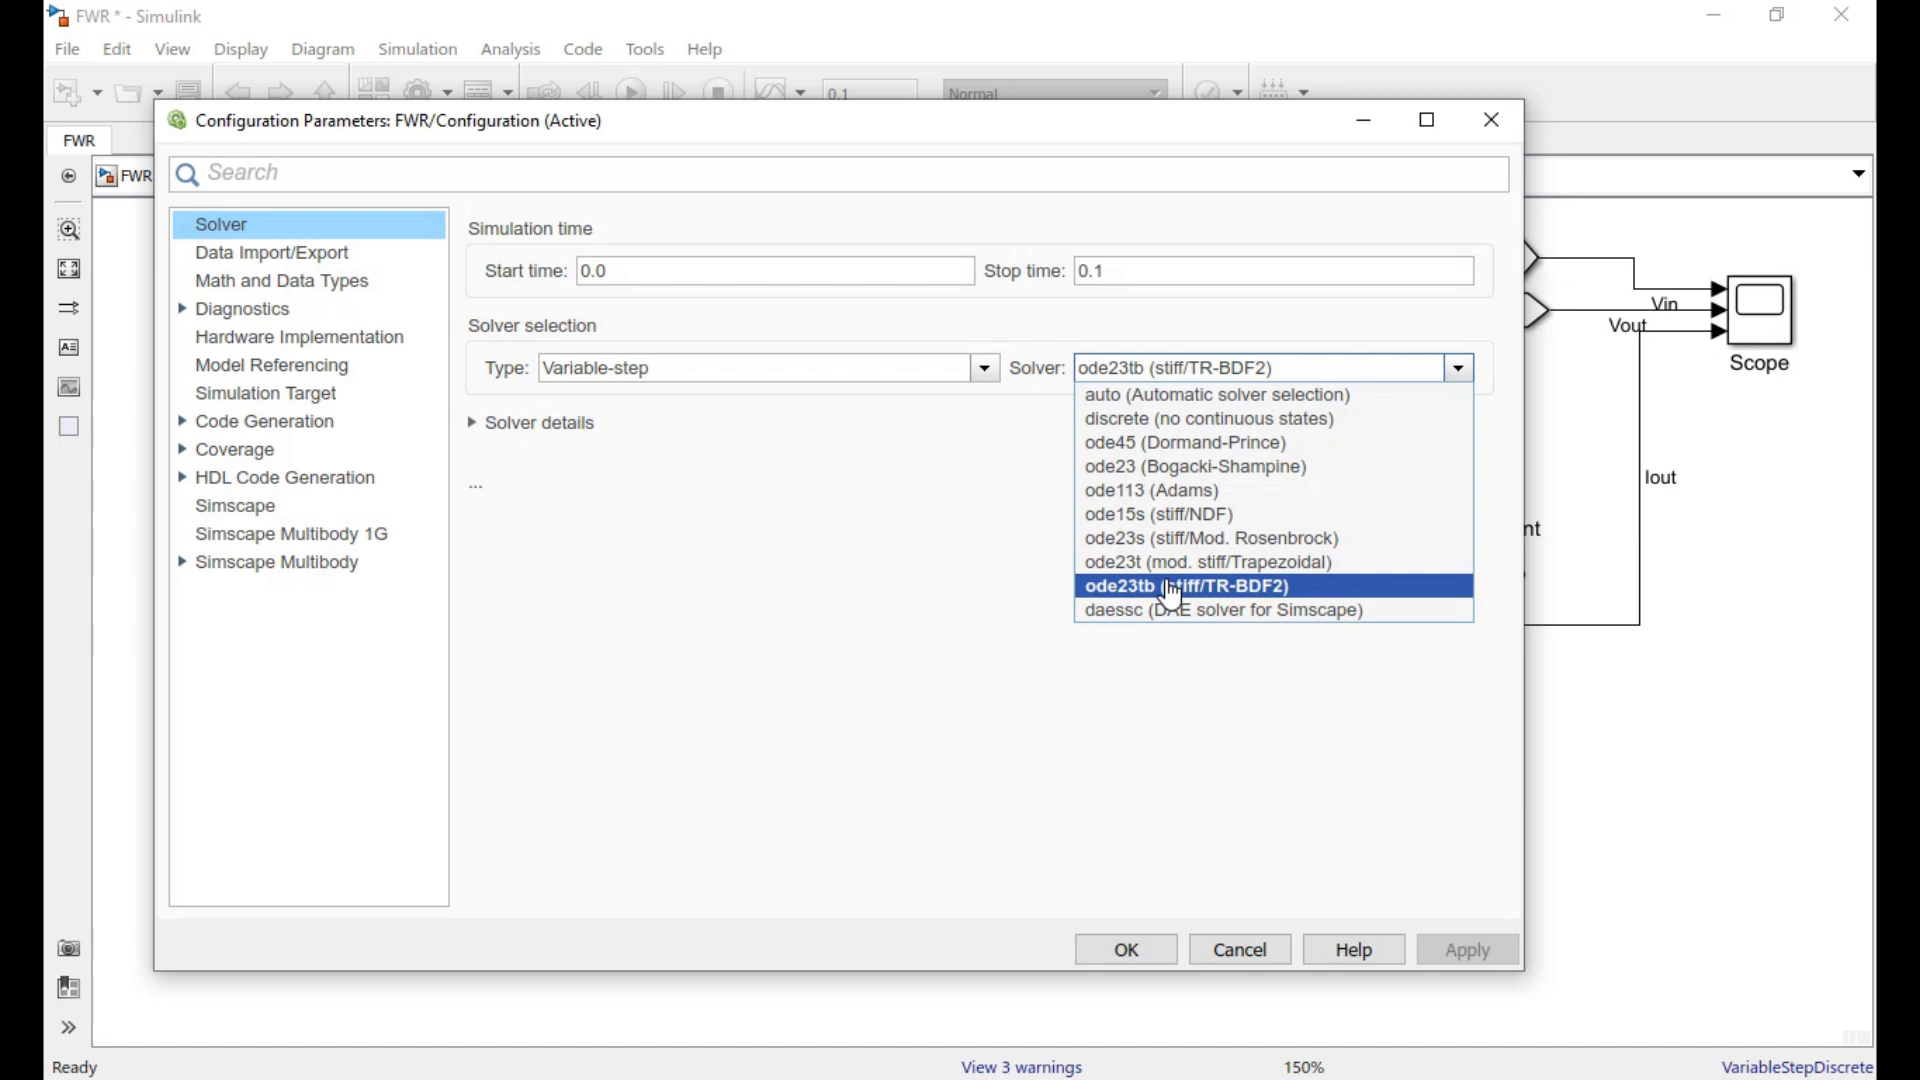 FWR * - Simulink
File Edit View Display Diagram Simulation Analysis Code Tools Help
0.1 Normal
Configuration Parameters: FWR/Configuration (Active)
FWR
FWR
Search
Solver
Data Import/Export
Math and Data Types
Diagnostics
Hardware Implementation
Model Referencing
Simulation Target
Code Generation
Coverage
HDL Code Generation
Simscape
Simscape Multibody 1G
Simscape Multibody
Simulation time
Start time: 0.0 Stop time: 0.1
Solver selection
Type: Variable-step Solver: ode23tb (stiff/TR-BDF2)
auto (Automatic solver selection)
discrete (no continuous states)
ode45 (Dormand-Prince)
ode23 (Bogacki-Shampine)
ode113 (Adams)
ode15s (stiff/NDF)
ode23s (stiff/Mod. Rosenbrock)
ode23t (mod. stiff/Trapezoidal)
ode23tb (stiff/TR-BDF2)
daessc (DAE solver for Simscape)
Solver details
...
Vin
Vout
Scope
Iout
nt
OK Cancel Help Apply
Ready View 3 warnings 150% VariableStepDiscrete